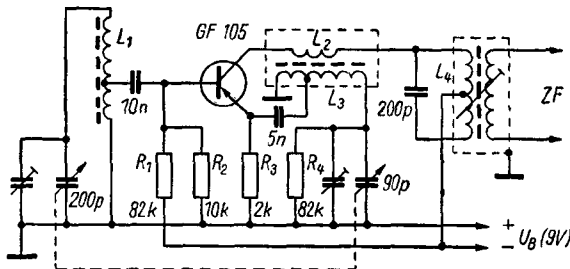 GF 105
L1
L2
L3
L4
10n
5n
200p
ZF
R1
R2
R3
R4
200p
90p
82k
10k
2k
82k
+
UB (9V)
−